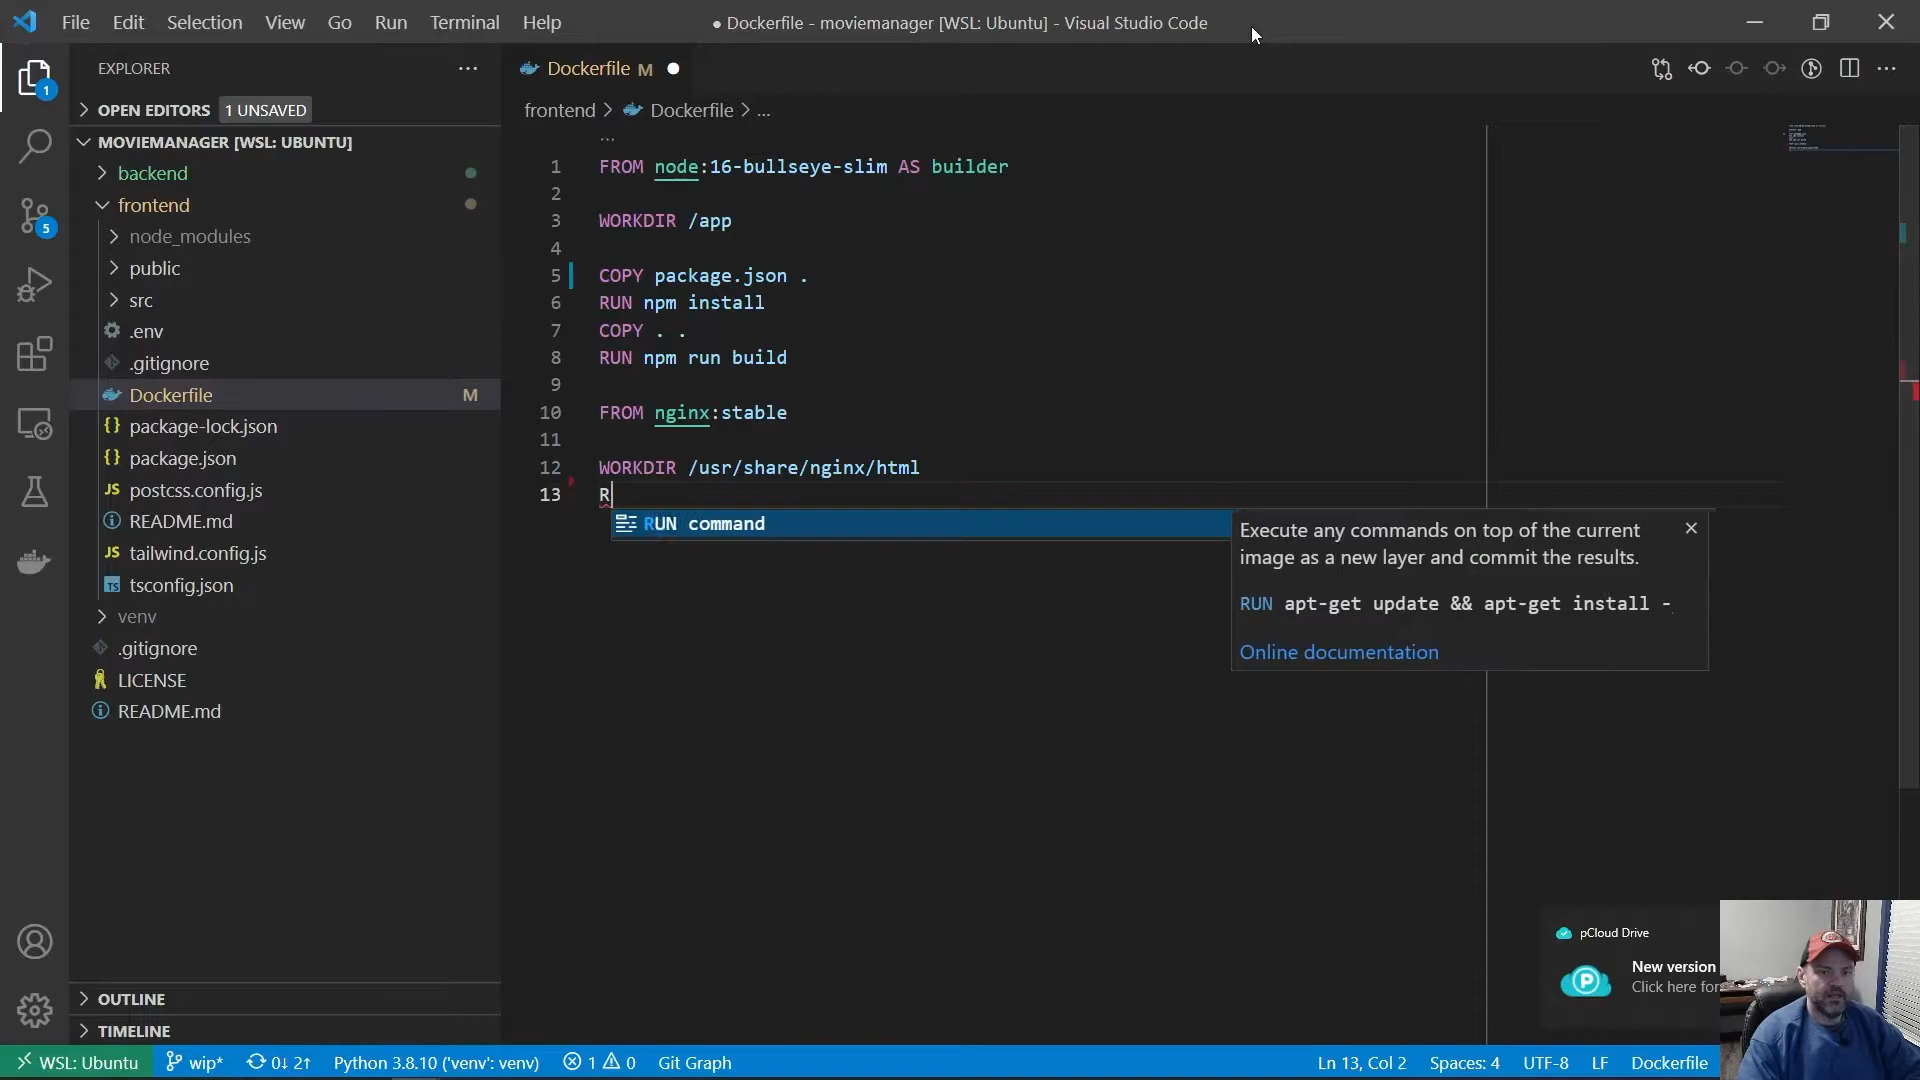 File Edit Selection View Go Run Terminal Help
● Dockerfile - moviemanager [WSL: Ubuntu] - Visual Studio Code
EXPLORER
Dockerfile M
1
OPEN EDITORS 1 UNSAVED
frontend > Dockerfile > ...
MOVIEMANAGER [WSL: UBUNTU]
backend
frontend
node_modules
public
src
.env
.gitignore
Dockerfile M
package-lock.json
package.json
postcss.config.js
README.md
tailwind.config.js
tsconfig.json
venv
.gitignore
LICENSE
README.md
5
OUTLINE
TIMELINE
1 FROM node:16-bullseye-slim AS builder
2
3 WORKDIR /app
4
5 COPY package.json .
6 RUN npm install
7 COPY . .
8 RUN npm run build
9
10 FROM nginx:stable
11
12 WORKDIR /usr/share/nginx/html
13 R
RUN command
Execute any commands on top of the current
image as a new layer and commit the results.
RUN apt-get update && apt-get install -
Online documentation
pCloud Drive
New version
Click here for
WSL: Ubuntu wip* 0↓ 2↑ Python 3.8.10 ('venv': venv) 1 0 Git Graph Ln 13, Col 2 Spaces: 4 UTF-8 LF Dockerfile